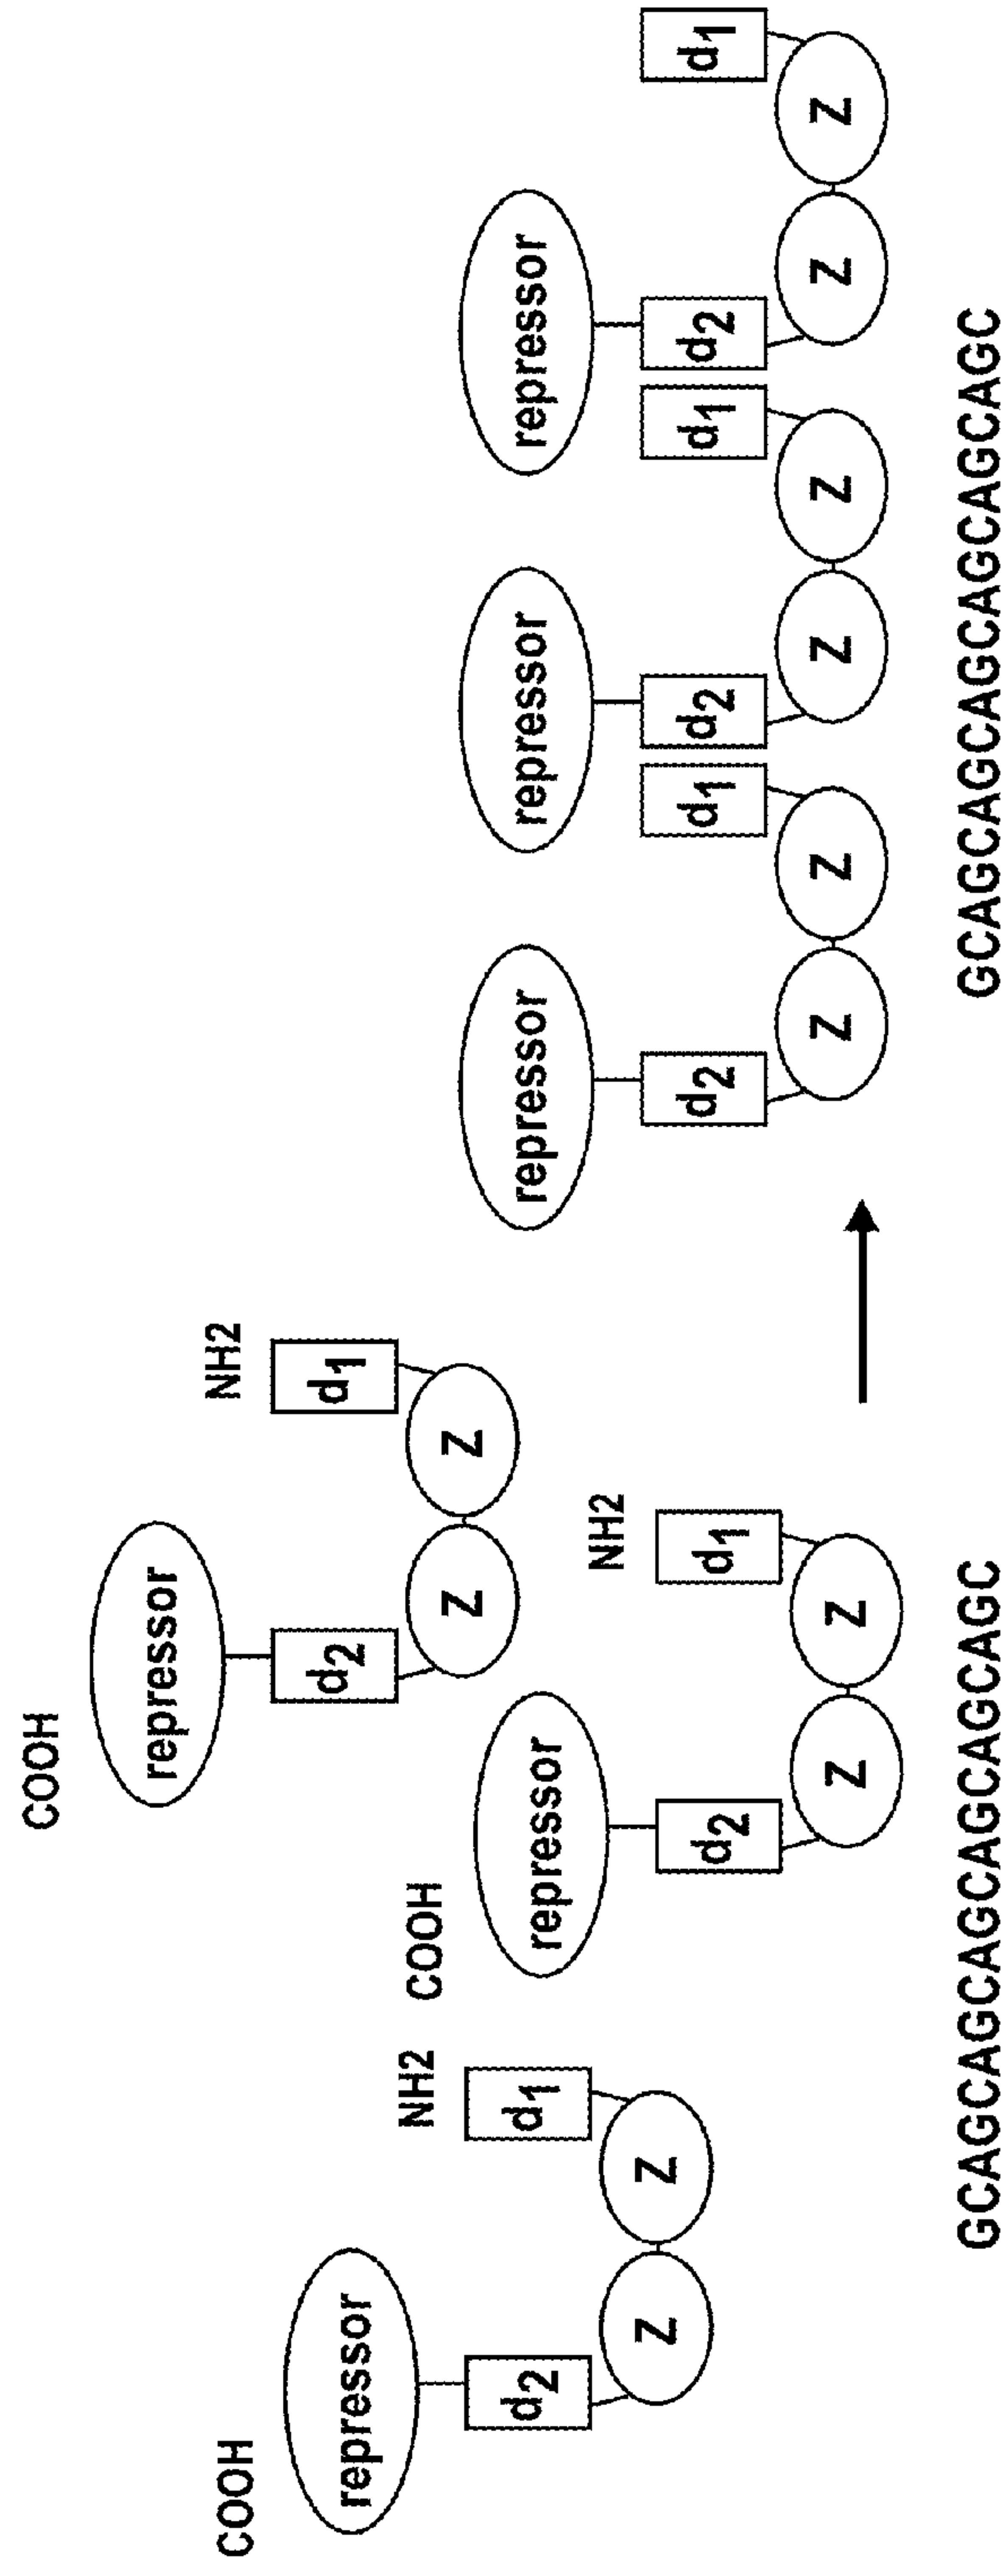 COOH
repressor
NH2
d2 d1
Z Z
COOH
repressor
NH2
d2 d1
Z Z
COOH
repressor
NH2
d2 d1
Z Z
GCAGCAGCAGCAGCAGCAGC
repressor repressor repressor
d2 d1 d2 d1 d2 d1
Z Z Z Z Z Z
GCAGCAGCAGCAGCAGCAGC